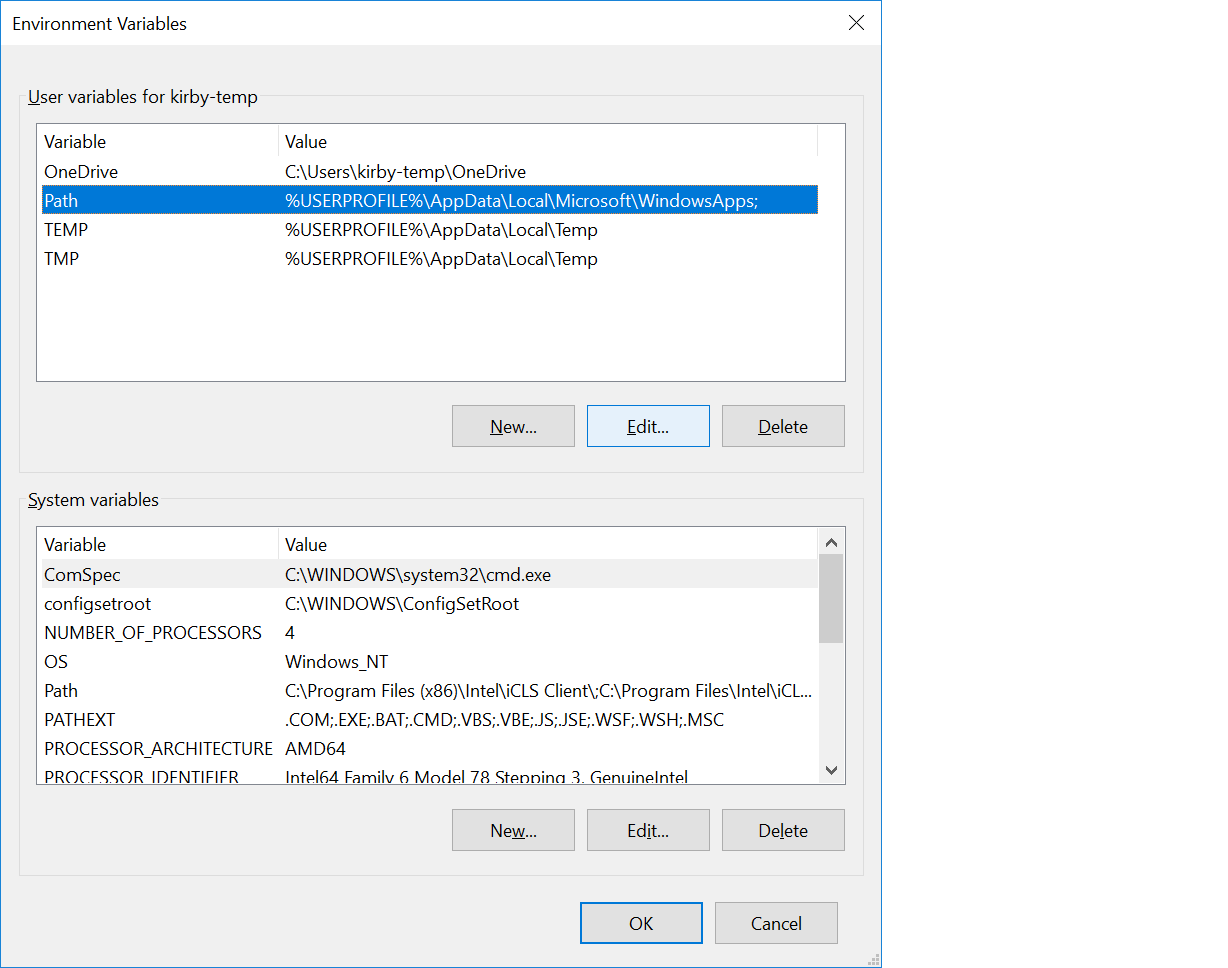 Environment Variables
User variables for kirby-temp
Variable Value
OneDrive C:\Users\kirby-temp\OneDrive
Path %USERPROFILE%\AppData\Local\Microsoft\WindowsApps;
TEMP %USERPROFILE%\AppData\Local\Temp
TMP %USERPROFILE%\AppData\Local\Temp
New... Edit... Delete
System variables
Variable Value
ComSpec C:\WINDOWS\system32\cmd.exe
configsetroot C:\WINDOWS\ConfigSetRoot
NUMBER_OF_PROCESSORS 4
OS Windows_NT
Path C:\Program Files (x86)\Intel\iCLS Client\;C:\Program Files\Intel\iCL...
PATHEXT .COM;.EXE;.BAT;.CMD;.VBS;.VBE;.JS;.JSE;.WSF;.WSH;.MSC
PROCESSOR_ARCHITECTURE AMD64
PROCESSOR_IDENTIFIER Intel64 Family 6 Model 78 Stepping 3, GenuineIntel
New... Edit... Delete
OK Cancel